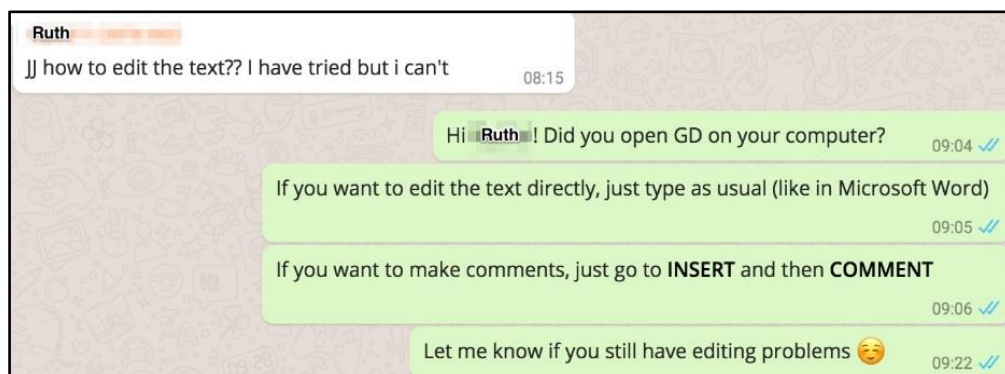 Ruth
JJ how to edit the text?? I have tried but i can't
08:15
Hi Ruth ! Did you open GD on your computer?
09:04
If you want to edit the text directly, just type as usual (like in Microsoft Word)
09:05
If you want to make comments, just go to INSERT and then COMMENT
09:06
Let me know if you still have editing problems ☺️
09:22